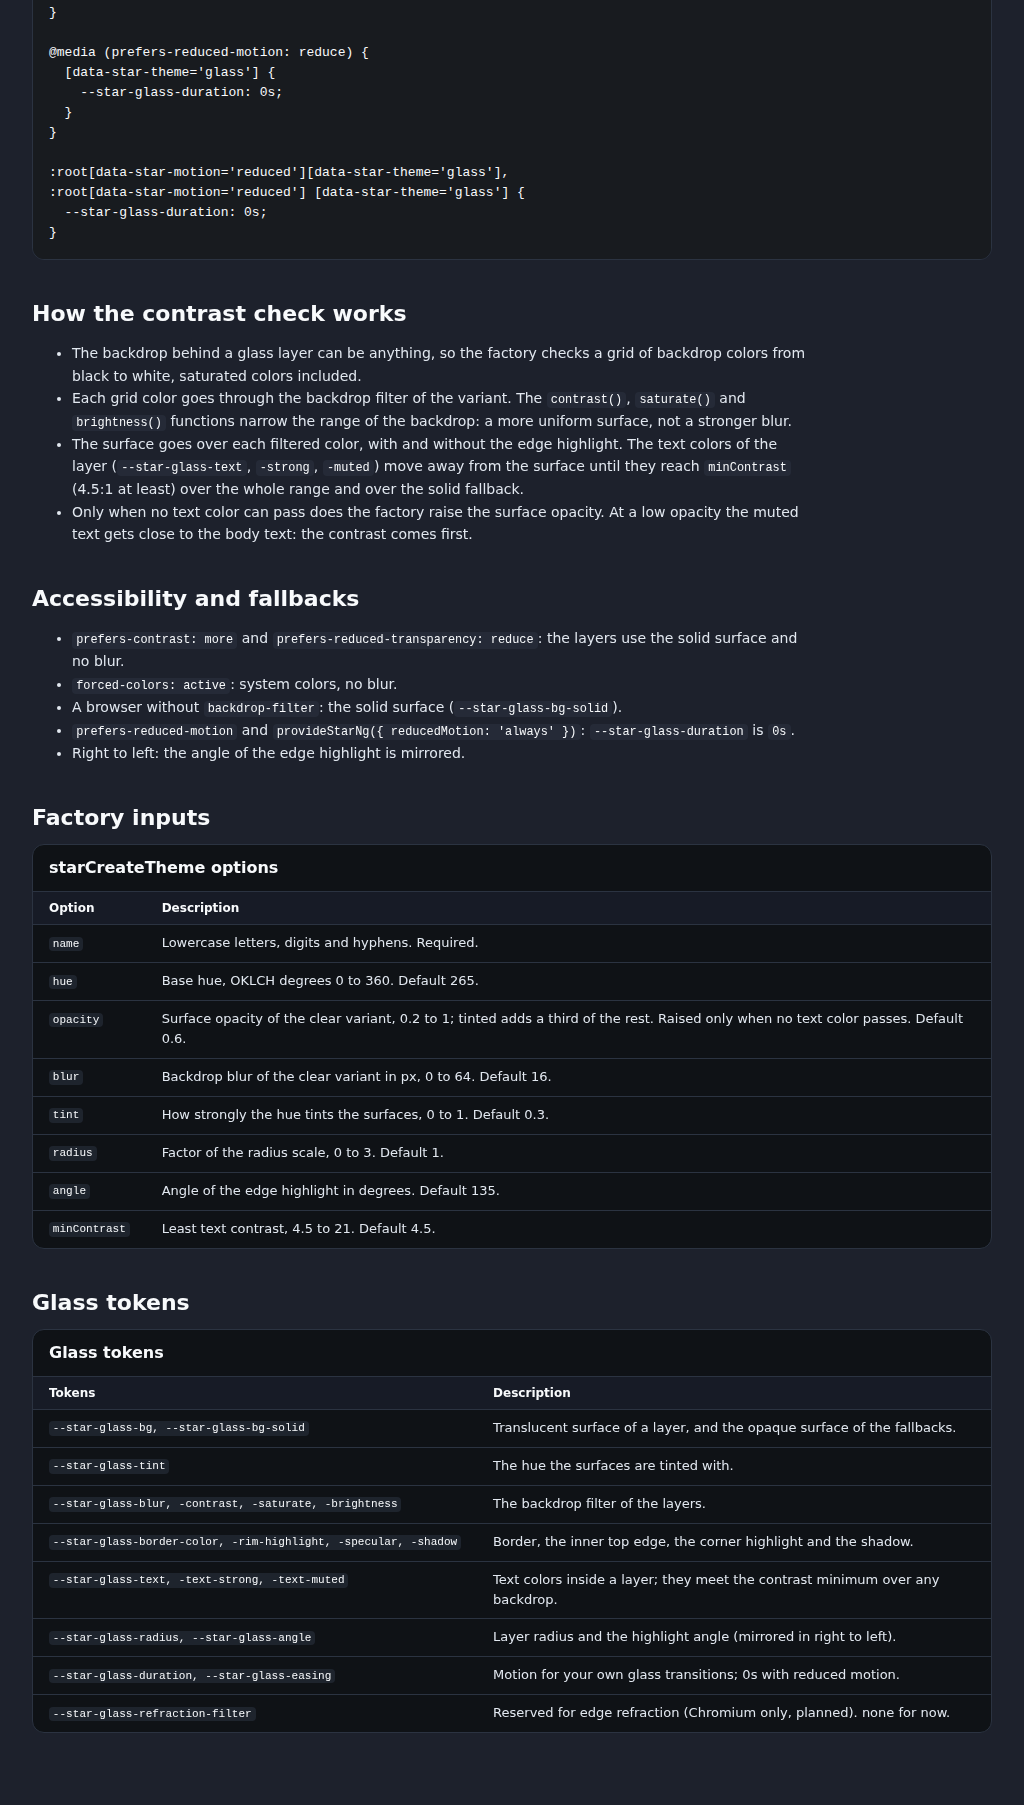 }

@media (prefers-reduced-motion: reduce) {
  [data-star-theme='glass'] {
    --star-glass-duration: 0s;
  }
}

:root[data-star-motion='reduced'][data-star-theme='glass'],
:root[data-star-motion='reduced'] [data-star-theme='glass'] {
  --star-glass-duration: 0s;
}

How the contrast check works
• The backdrop behind a glass layer can be anything, so the factory checks a grid of backdrop colors from
black to white, saturated colors included.
• Each grid color goes through the backdrop filter of the variant. The contrast(), saturate() and
brightness() functions narrow the range of the backdrop: a more uniform surface, not a stronger blur.
• The surface goes over each filtered color, with and without the edge highlight. The text colors of the
layer (--star-glass-text, -strong, -muted) move away from the surface until they reach minContrast
(4.5:1 at least) over the whole range and over the solid fallback.
• Only when no text color can pass does the factory raise the surface opacity. At a low opacity the muted
text gets close to the body text: the contrast comes first.

Accessibility and fallbacks
• prefers-contrast: more and prefers-reduced-transparency: reduce: the layers use the solid surface and
no blur.
• forced-colors: active: system colors, no blur.
• A browser without backdrop-filter: the solid surface (--star-glass-bg-solid).
• prefers-reduced-motion and provideStarNg({ reducedMotion: 'always' }): --star-glass-duration is 0s.
• Right to left: the angle of the edge highlight is mirrored.

Factory inputs
starCreateTheme options
Option Description
name Lowercase letters, digits and hyphens. Required.
hue Base hue, OKLCH degrees 0 to 360. Default 265.
opacity Surface opacity of the clear variant, 0.2 to 1; tinted adds a third of the rest. Raised only when no text color passes. Default
0.6.
blur Backdrop blur of the clear variant in px, 0 to 64. Default 16.
tint How strongly the hue tints the surfaces, 0 to 1. Default 0.3.
radius Factor of the radius scale, 0 to 3. Default 1.
angle Angle of the edge highlight in degrees. Default 135.
minContrast Least text contrast, 4.5 to 21. Default 4.5.

Glass tokens
Glass tokens
Tokens Description
--star-glass-bg, --star-glass-bg-solid Translucent surface of a layer, and the opaque surface of the fallbacks.
--star-glass-tint The hue the surfaces are tinted with.
--star-glass-blur, -contrast, -saturate, -brightness The backdrop filter of the layers.
--star-glass-border-color, -rim-highlight, -specular, -shadow Border, the inner top edge, the corner highlight and the shadow.
--star-glass-text, -text-strong, -text-muted Text colors inside a layer; they meet the contrast minimum over any
backdrop.
--star-glass-radius, --star-glass-angle Layer radius and the highlight angle (mirrored in right to left).
--star-glass-duration, --star-glass-easing Motion for your own glass transitions; 0s with reduced motion.
--star-glass-refraction-filter Reserved for edge refraction (Chromium only, planned). none for now.